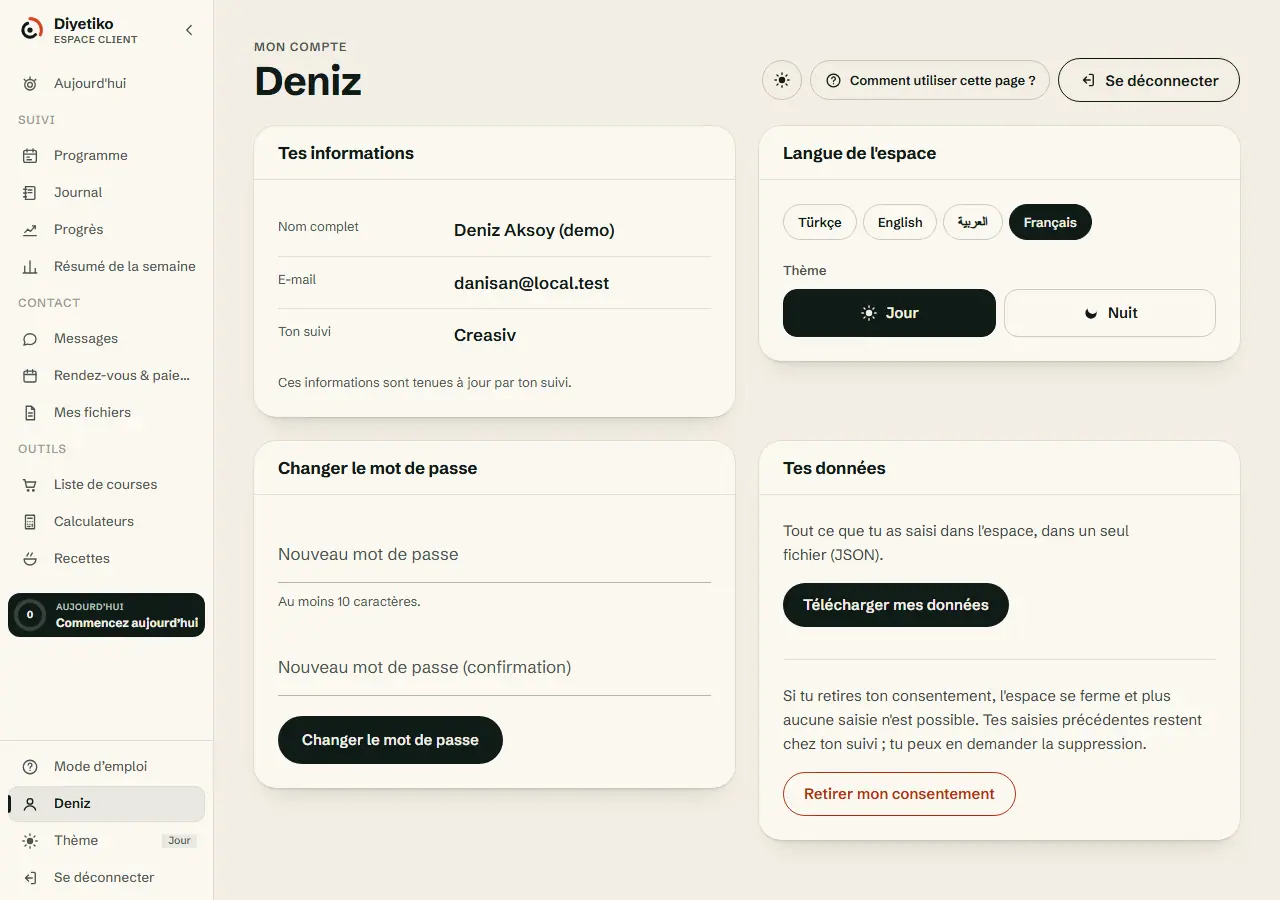 Diyetiko
ESPACE CLIENT
Aujourd'hui
SUIVI
Programme
Journal
Progrès
Résumé de la semaine
CONTACT
Messages
Rendez-vous & paie...
Mes fichiers
OUTILS
Liste de courses
Calculateurs
Recettes
0
AUJOURD'HUI
Commencez aujourd'hui
Mode d'emploi
Deniz
Thème
Jour
Se déconnecter
MON COMPTE
Deniz
Comment utiliser cette page ?
Se déconnecter
Tes informations
Nom complet
Deniz Aksoy (demo)
E-mail
danisan@local.test
Ton suivi
Creasiv
Ces informations sont tenues à jour par ton suivi.
Langue de l'espace
Türkçe
English
العربية
Français
Thème
Jour
Nuit
Changer le mot de passe
Nouveau mot de passe
Au moins 10 caractères.
Nouveau mot de passe (confirmation)
Changer le mot de passe
Tes données
Tout ce que tu as saisi dans l'espace, dans un seul
fichier (JSON).
Télécharger mes données
Si tu retires ton consentement, l'espace se ferme et plus
aucune saisie n'est possible. Tes saisies précédentes restent
chez ton suivi ; tu peux en demander la suppression.
Retirer mon consentement